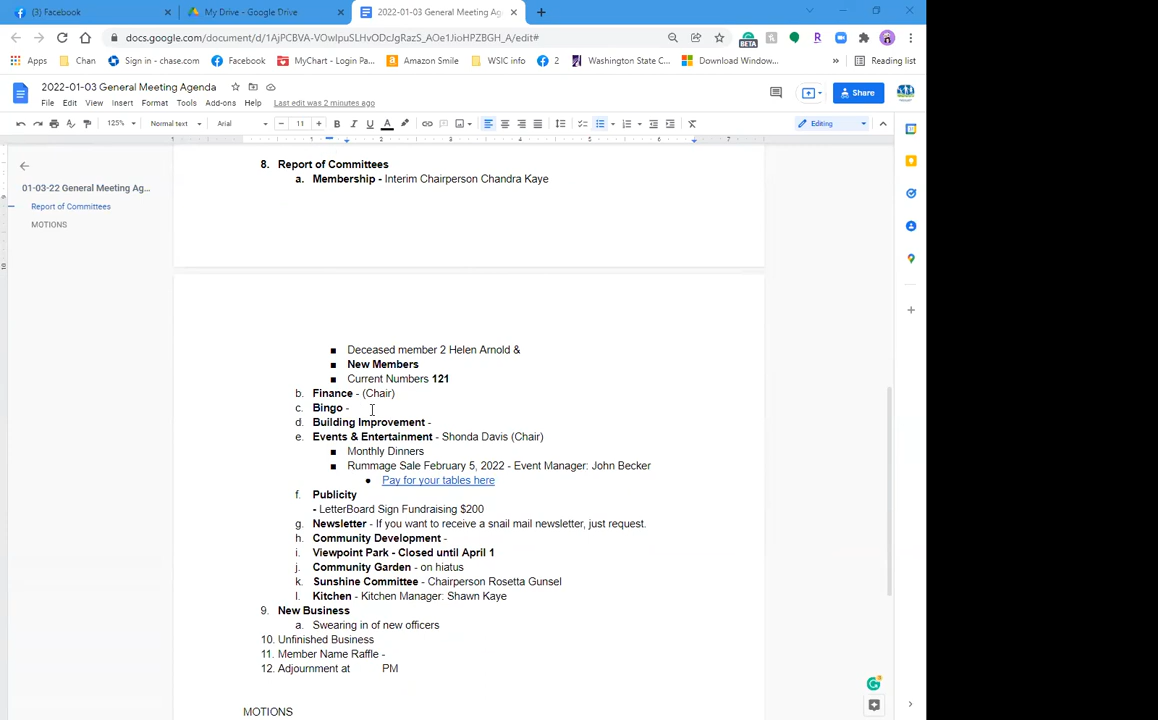 (3) Facebook
My Drive - Google Drive
2022-01-03 General Meeting Ag
docs.google.com/document/d/1AjPCBVA-VOwIpuSLHvODcJgRazS_AOe1JioHPZBGH_A/edit#
BETA
Apps
Chan
Sign in - chase.com
Facebook
MyChart - Login Pa...
Amazon Smile
WSIC info
2
Washington State C...
Download Window...
»
Reading list
2022-01-03 General Meeting Agenda
File Edit View Insert Format Tools Add-ons Help Last edit was 2 minutes ago
Share
125% Normal text Arial 11 B I U A
Editing
1 1 2 3 4 5 6 7
01-03-22 General Meeting Ag...
Report of Committees
MOTIONS
8. Report of Committees
a. Membership - Interim Chairperson Chandra Kaye
■ Deceased member 2 Helen Arnold &
■ New Members
■ Current Numbers 121
b. Finance - (Chair)
c. Bingo -
d. Building Improvement -
e. Events & Entertainment - Shonda Davis (Chair)
■ Monthly Dinners
■ Rummage Sale February 5, 2022 - Event Manager: John Becker
● Pay for your tables here
f. Publicity
- LetterBoard Sign Fundraising $200
g. Newsletter - If you want to receive a snail mail newsletter, just request.
h. Community Development -
i. Viewpoint Park - Closed until April 1
j. Community Garden - on hiatus
k. Sunshine Committee - Chairperson Rosetta Gunsel
l. Kitchen - Kitchen Manager: Shawn Kaye
9. New Business
a. Swearing in of new officers
10. Unfinished Business
11. Member Name Raffle -
12. Adjournment at PM
MOTIONS